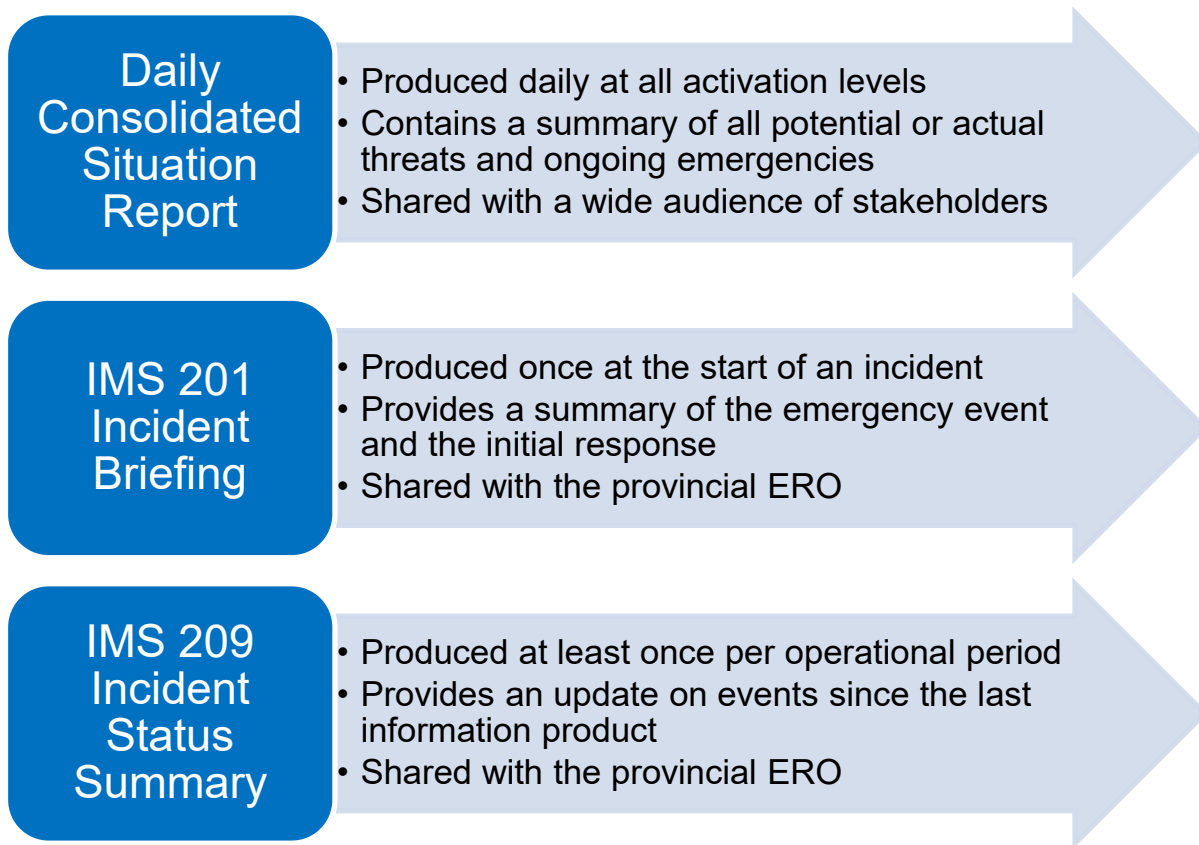 Daily
Consolidated
Situation
Report
• Produced daily at all activation levels
• Contains a summary of all potential or actual
threats and ongoing emergencies
• Shared with a wide audience of stakeholders
IMS 201
Incident
Briefing
• Produced once at the start of an incident
• Provides a summary of the emergency event
and the initial response
• Shared with the provincial ERO
IMS 209
Incident
Status
Summary
• Produced at least once per operational period
• Provides an update on events since the last
information product
• Shared with the provincial ERO